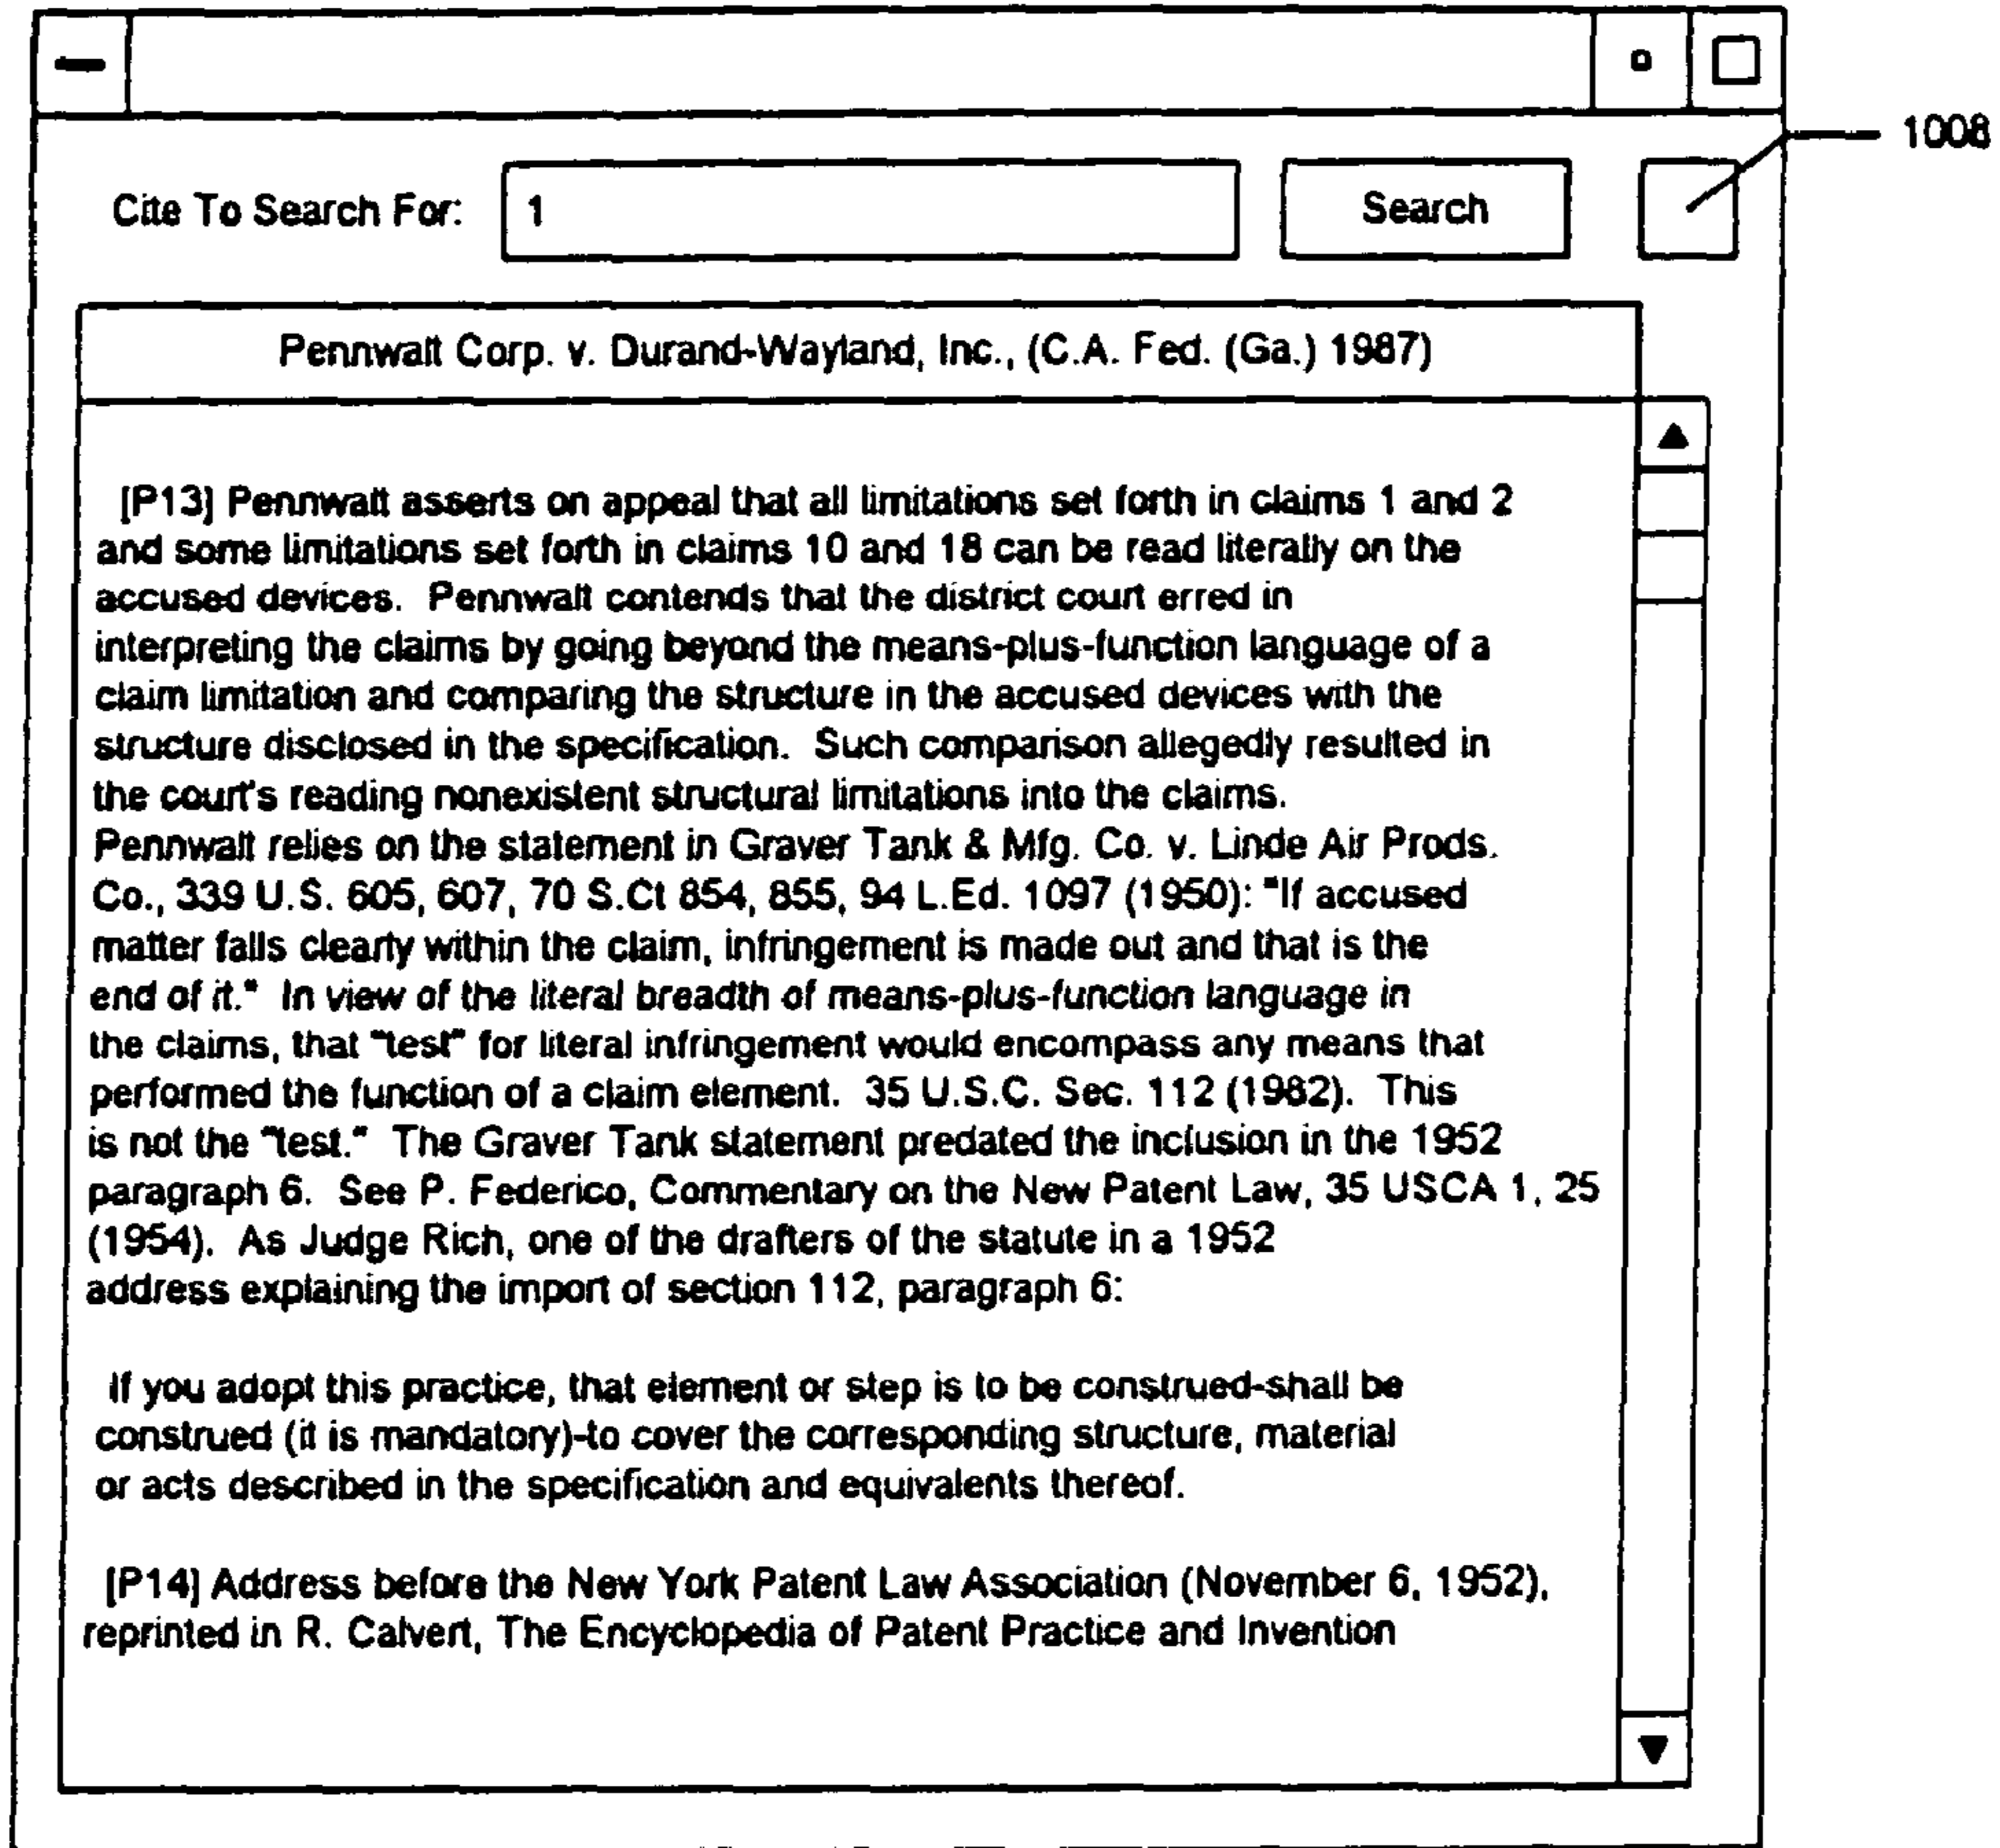 1008
Cite To Search For: 1 Search
Pennwalt Corp. v. Durand-Wayland, Inc., (C.A. Fed. (Ga.) 1987)
[P13] Pennwalt asserts on appeal that all limitations set forth in claims 1 and 2
and some limitations set forth in claims 10 and 18 can be read literally on the
accused devices. Pennwalt contends that the district court erred in
interpreting the claims by going beyond the means-plus-function language of a
claim limitation and comparing the structure in the accused devices with the
structure disclosed in the specification. Such comparison allegedly resulted in
the court's reading nonexistent structural limitations into the claims.
Pennwalt relies on the statement in Graver Tank & Mfg. Co. v. Linde Air Prods.
Co., 339 U.S. 605, 607, 70 S.Ct 854, 855, 94 L.Ed. 1097 (1950): "If accused
matter falls clearly within the claim, infringement is made out and that is the
end of it." In view of the literal breadth of means-plus-function language in
the claims, that "test" for literal infringement would encompass any means that
performed the function of a claim element. 35 U.S.C. Sec. 112 (1982). This
is not the "test." The Graver Tank statement predated the inclusion in the 1952
paragraph 6. See P. Federico, Commentary on the New Patent Law, 35 USCA 1, 25
(1954). As Judge Rich, one of the drafters of the statute in a 1952
address explaining the import of section 112, paragraph 6:
If you adopt this practice, that element or step is to be construed-shall be
construed (it is mandatory)-to cover the corresponding structure, material
or acts described in the specification and equivalents thereof.
[P14] Address before the New York Patent Law Association (November 6, 1952),
reprinted in R. Calvert, The Encyclopedia of Patent Practice and Invention